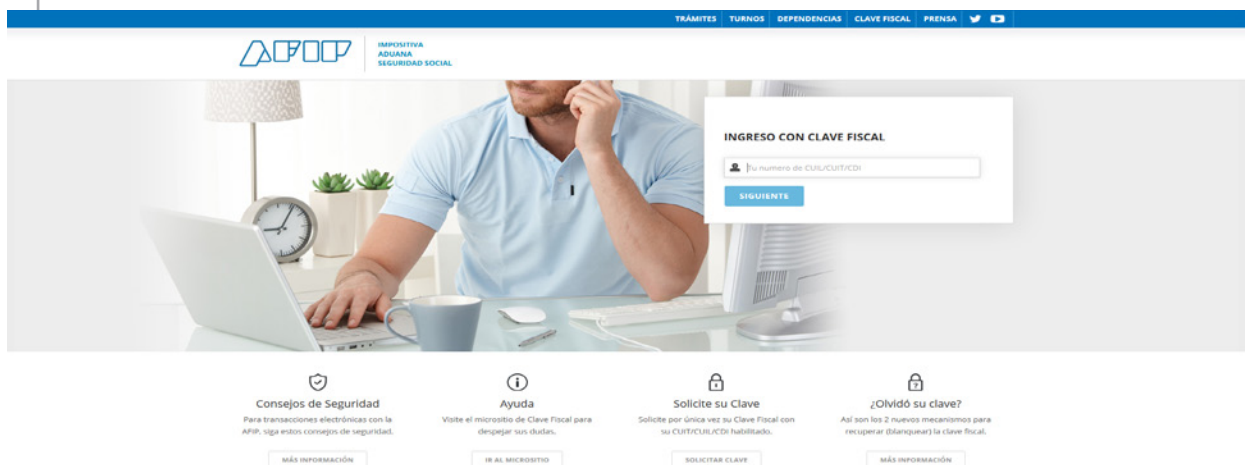 TRÁMITES TURNOS DEPENDENCIAS CLAVE FISCAL PRENSA
AFIP
IMPOSITIVA
ADUANA
SEGURIDAD SOCIAL
INGRESO CON CLAVE FISCAL
Tu numero de CUIL/CUIT/CDI
SIGUIENTE
Consejos de Seguridad
Para transacciones electrónicas con la
AFIP, siga estos consejos de seguridad.
MÁS INFORMACIÓN
Ayuda
Visite el micrositio de Clave Fiscal para
despejar sus dudas.
IR AL MICROSITIO
Solicite su Clave
Solicite por única vez su Clave Fiscal con
su CUIT/CUIL/CDI habilitado.
SOLICITAR CLAVE
¿Olvidó su clave?
Así son los 2 nuevos mecanismos para
recuperar (blanquear) la clave fiscal.
MÁS INFORMACIÓN